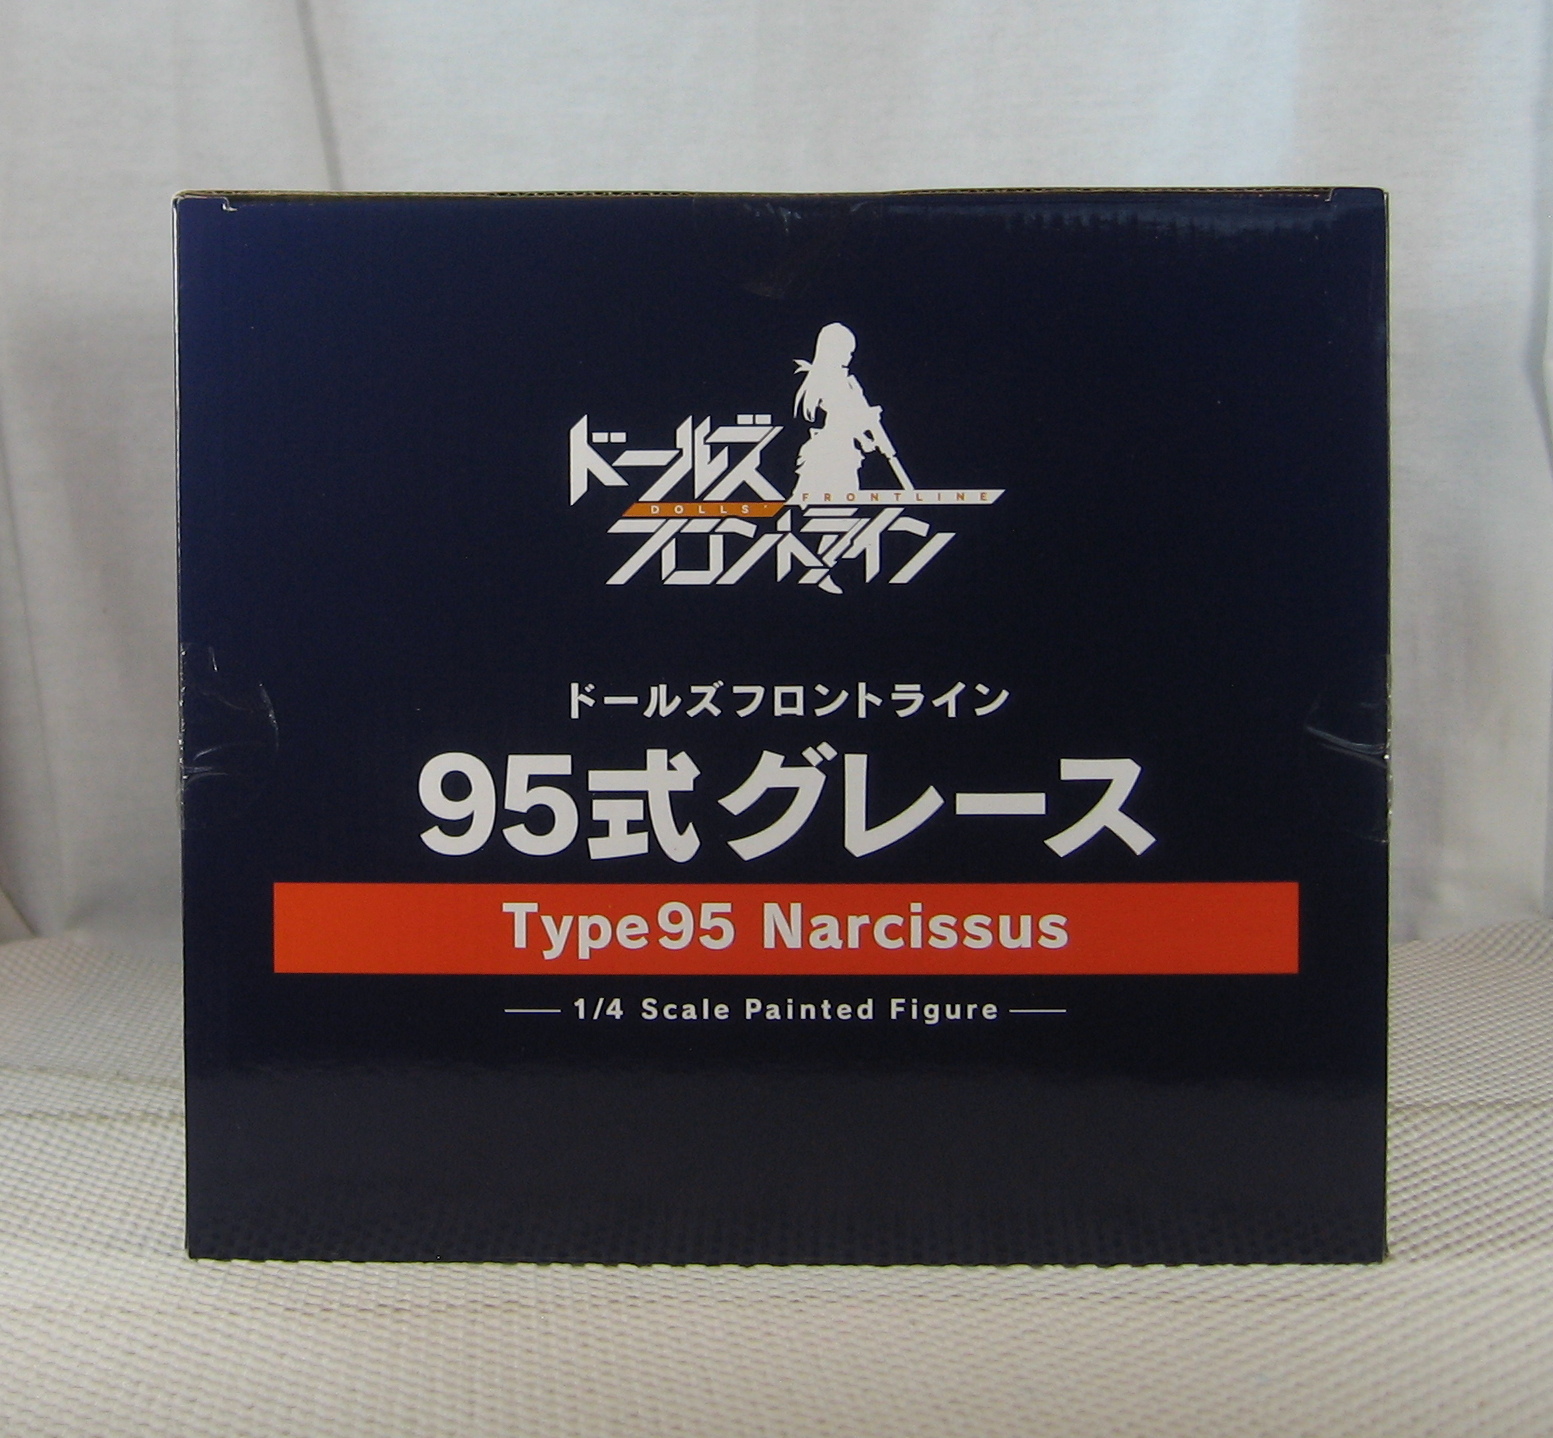 ドールズ
DOLLS' FRONTLINE
フロントライン
ドールズフロントライン
95式グレース
Type95 Narcissus
1/4 Scale Painted Figure